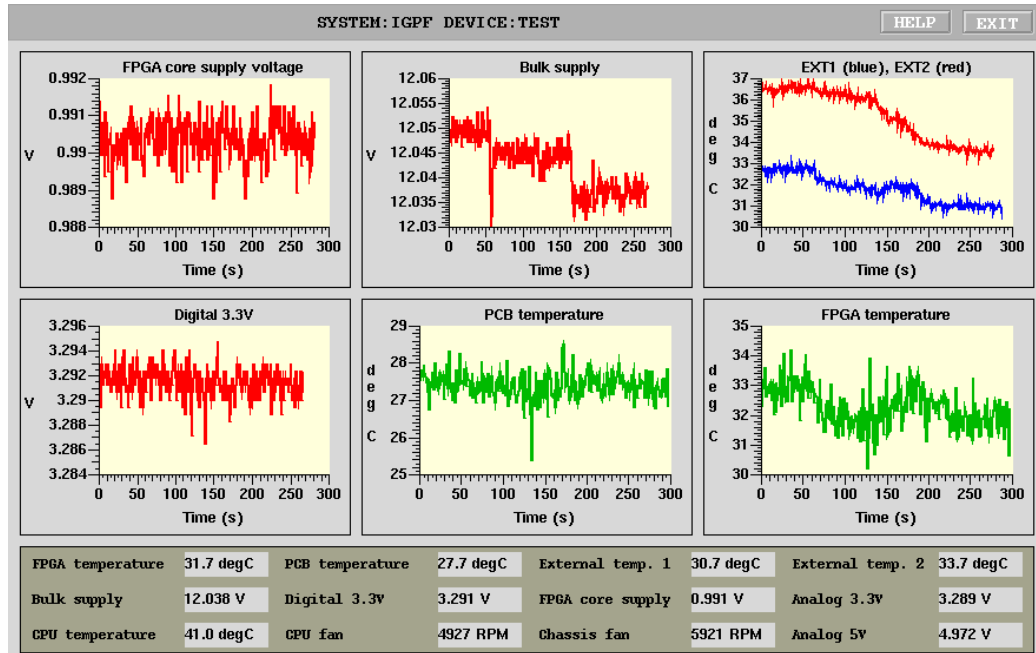 SYSTEM:IGPF DEVICE:TEST
HELP
EXIT
FPGA core supply voltage
0.992
0.991
0.99
0.989
0.988
V
0 50 100 150 200 250 300
Time (s)
Bulk supply
12.06
12.055
12.05
12.045
12.04
12.035
12.03
V
0 50 100 150 200 250 300
Time (s)
EXT1 (blue), EXT2 (red)
37
36
35
34
33
32
31
30
deg C
0 50 100 150 200 250 300
Time (s)
Digital 3.3V
3.296
3.294
3.292
3.29
3.288
3.286
3.284
V
0 50 100 150 200 250 300
Time (s)
PCB temperature
29
28
27
26
25
deg C
0 50 100 150 200 250 300
Time (s)
FPGA temperature
35
34
33
32
31
30
deg C
0 50 100 150 200 250 300
Time (s)
FPGA temperature 31.7 degC PCB temperature 27.7 degC External temp. 1 30.7 degC External temp. 2 33.7 degC
Bulk supply 12.038 V Digital 3.3V 3.291 V FPGA core supply 0.991 V Analog 3.3V 3.289 V
CPU temperature 41.0 degC CPU fan 4927 RPM Chassis fan 5921 RPM Analog 5V 4.972 V